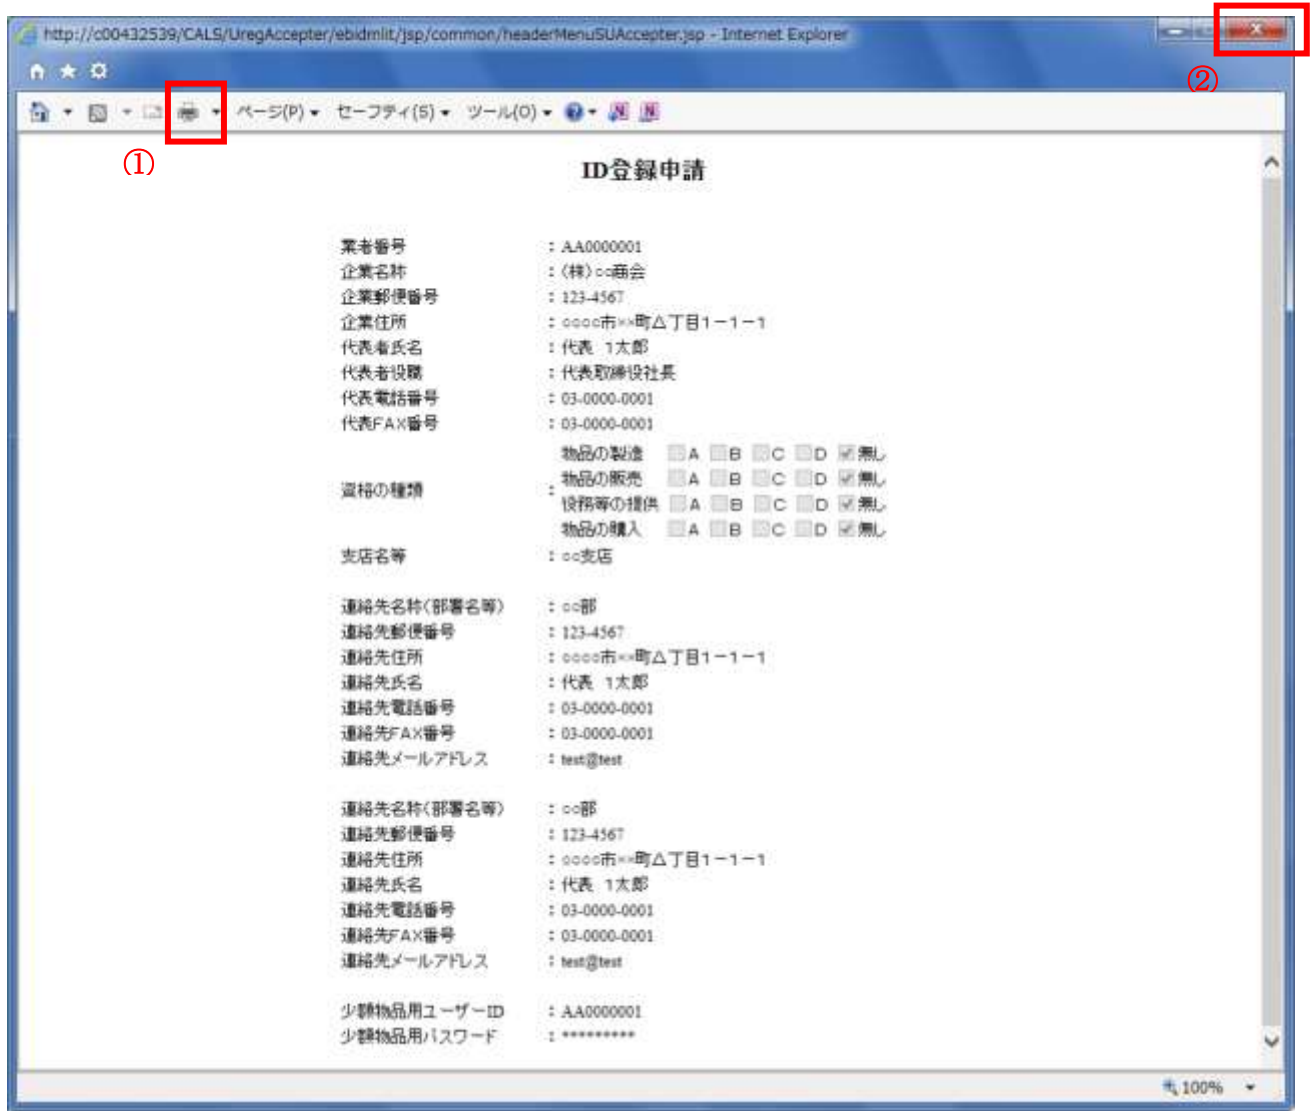 http://c00432539/CALS/UregAccepter/ebidmlit/jsp/common/headerMenuSUAccepter.jsp - Internet Explorer
②
ページ(P) セーフティ(S) ツール(O)
①
ID登録申請
業者番号 : AA0000001
企業名称 : (株)○○商会
企業郵便番号 : 123-4567
企業住所 : ○○○○市××町△丁目1-1-1
代表者氏名 : 代表 1太郎
代表者役職 : 代表取締役社長
代表電話番号 : 03-0000-0001
代表FAX番号 : 03-0000-0001
物品の製造 A B C D 無し
物品の販売 A B C D 無し
資格の種類 :
役務等の提供 A B C D 無し
物品の購入 A B C D 無し
支店名等 : ○○支店
連絡先名称(部署名等) : ○○部
連絡先郵便番号 : 123-4567
連絡先住所 : ○○○○市××町△丁目1-1-1
連絡先氏名 : 代表 1太郎
連絡先電話番号 : 03-0000-0001
連絡先FAX番号 : 03-0000-0001
連絡先メールアドレス : test@test
連絡先名称(部署名等) : ○○部
連絡先郵便番号 : 123-4567
連絡先住所 : ○○○○市××町△丁目1-1-1
連絡先氏名 : 代表 1太郎
連絡先電話番号 : 03-0000-0001
連絡先FAX番号 : 03-0000-0001
連絡先メールアドレス : test@test
少額物品用ユーザーID : AA0000001
少額物品用パスワード : *********
100%